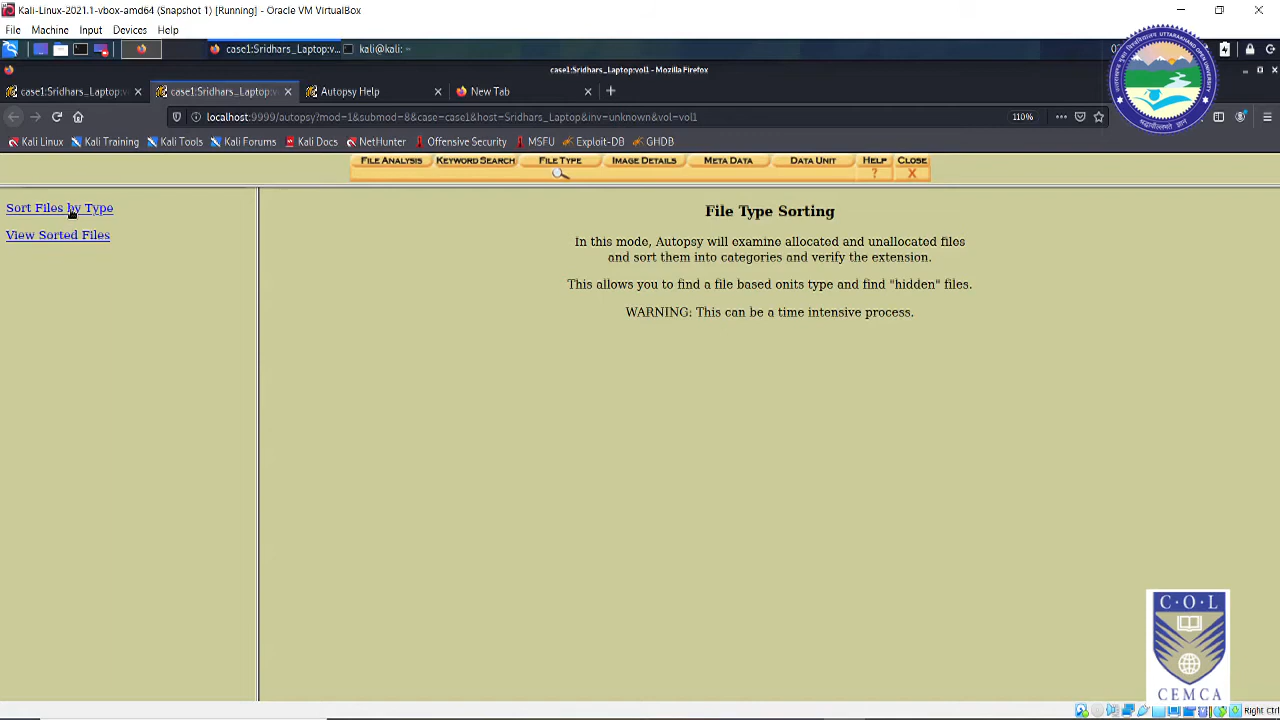 Kali-Linux-2021.1-vbox-amd64 (Snapshot 1) [Running] - Oracle VM VirtualBox
File Machine Input Devices Help
case1:Sridhars_Laptop:v... kali@kali: ~
case1:Sridhars_Laptop:vol1 - Mozilla Firefox
case1:Sridhars_Laptop:v case1:Sridhars_Laptop:v Autopsy Help New Tab
localhost:9999/autopsy?mod=1&submod=8&case=case1&host=Sridhars_Laptop&inv=unknown&vol=vol1 110%
Kali Linux Kali Training Kali Tools Kali Forums Kali Docs NetHunter Offensive Security MSFU Exploit-DB GHDB
FILE ANALYSIS KEYWORD SEARCH FILE TYPE IMAGE DETAILS META DATA DATA UNIT HELP CLOSE
? X
Sort Files by Type
View Sorted Files
File Type Sorting
In this mode, Autopsy will examine allocated and unallocated files
and sort them into categories and verify the extension.
This allows you to find a file based onits type and find "hidden" files.
WARNING: This can be a time intensive process.
UTTARAKHAND OPEN UNIVERSITY
C·O·L
CEMCA
Right Ctrl